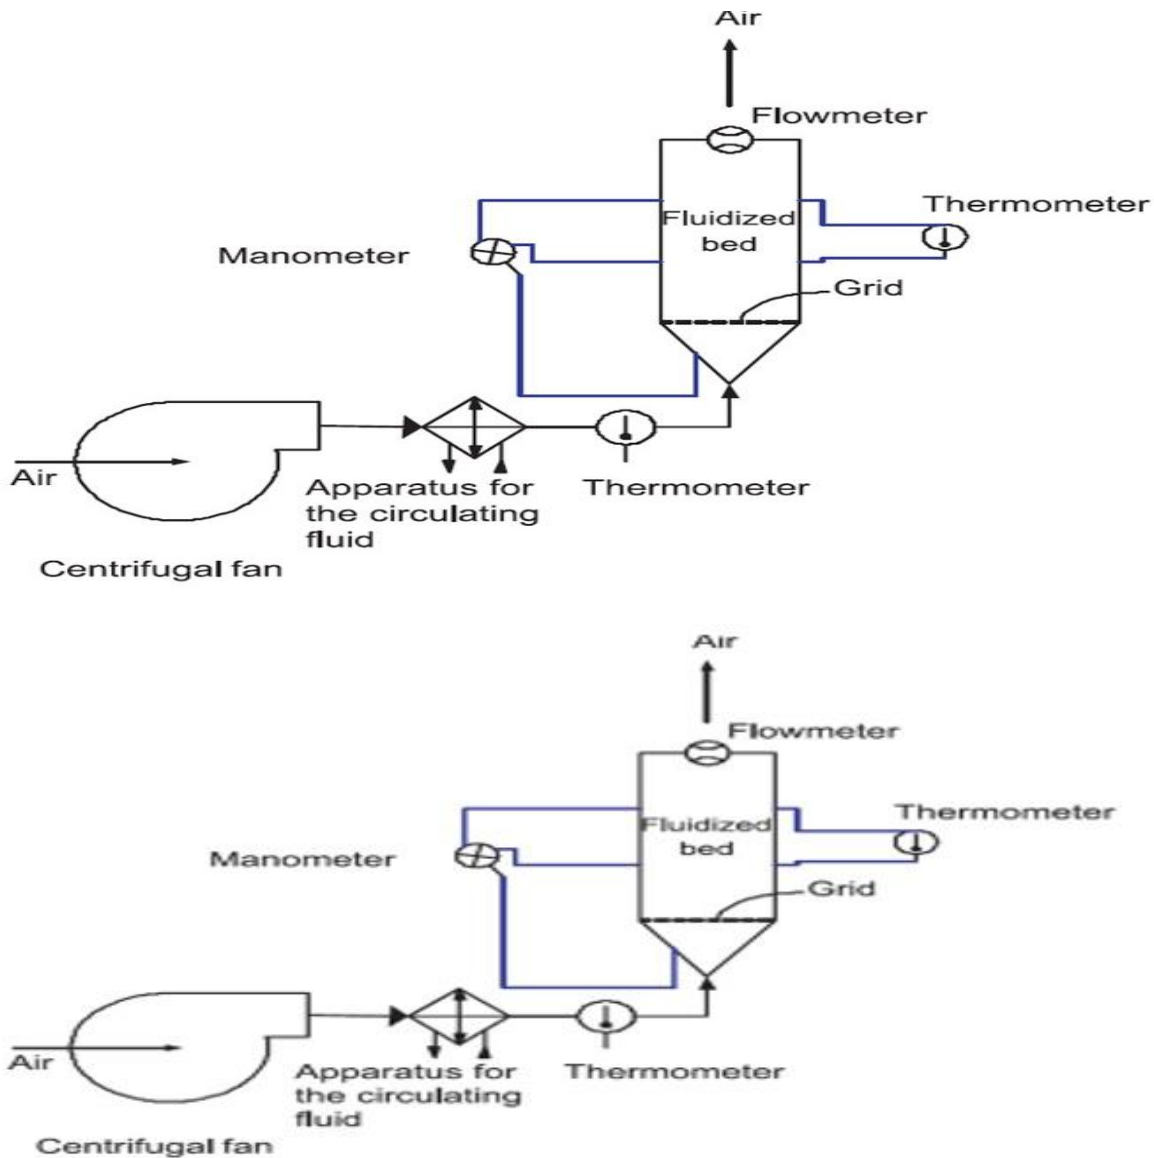 Air
Flowmeter
Thermometer
Fluidized
bed
Manometer
Grid
Air
Apparatus for
the circulating
fluid
Thermometer
Centrifugal fan
Air
Flowmeter
Thermometer
Fluidized
bed
Manometer
Grid
Air
Apparatus for
the circulating
fluid
Thermometer
Centrifugal fan